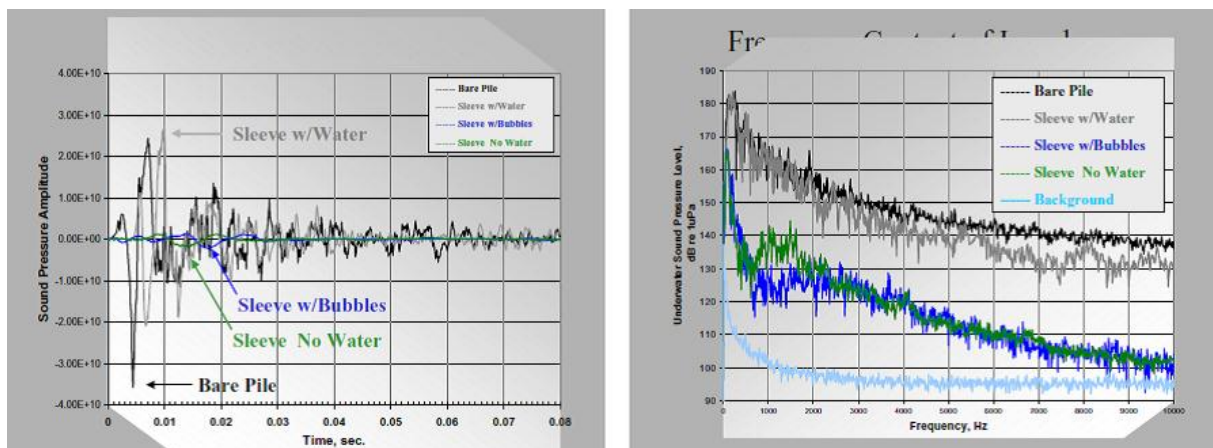 4.00E+10
3.00E+10
2.00E+10
1.00E+10
0.00E+00
-1.00E+10
-2.00E+10
-3.00E+10
-4.00E+10
Sound Pressure Amplitude
0
0.01
0.02
0.03
0.04
0.05
0.06
0.07
0.08
Time, sec.
Bare Pile
Sleeve w/Water
Sleeve w/Bubbles
Sleeve No Water
Sleeve w/Water
Sleeve w/Bubbles
Sleeve No Water
Bare Pile
190
180
170
160
150
140
130
120
110
100
90
Underwater Sound Pressure Level,
dB re 1uPa
0
1000
2000
3000
4000
5000
6000
7000
8000
9000
10000
Frequency, Hz
Bare Pile
Sleeve w/Water
Sleeve w/Bubbles
Sleeve No Water
Background